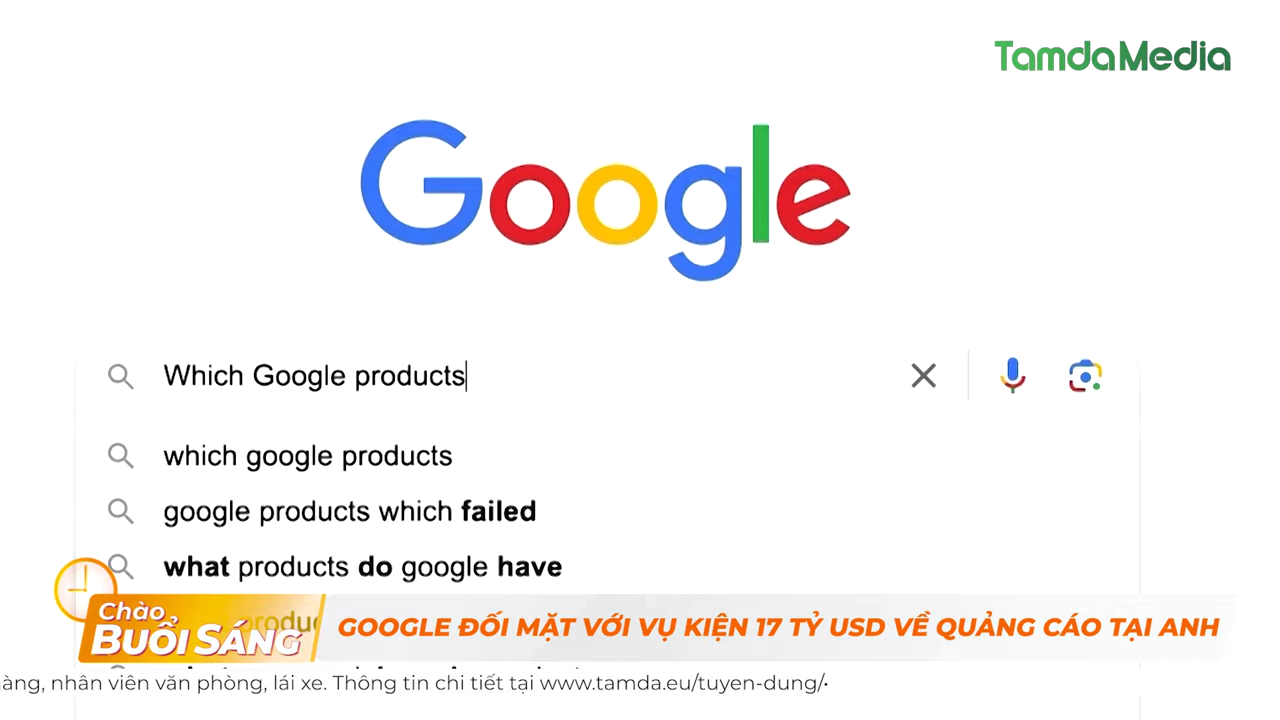 TamdaMedia
Google
Which Google products
which google products
google products which failed
what products do google have
Chào
BUỔI SÁNG
GOOGLE ĐỐI MẶT VỚI VỤ KIỆN 17 TỶ USD VỀ QUẢNG CÁO TẠI ANH
nhân viên văn phòng, lái xe. Thông tin chi tiết tại www.tamda.eu/tuyen-dung/•